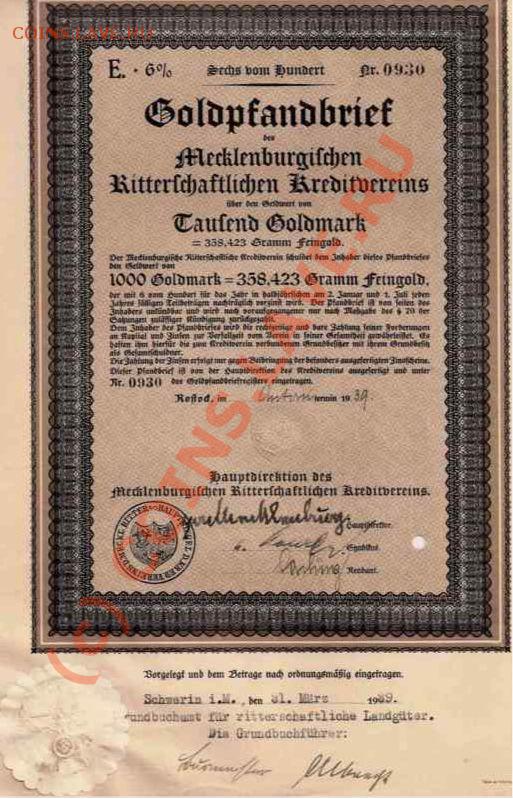 COINSLAVE.RU
E. · 6% Sechs vom Hundert Nr. 0930
Goldpfandbrief
des
Mecklenburgischen
Ritterschaftlichen Kreditvereins
über den Geldwert von
Tausend Goldmark
= 358,423 Gramm Feingold.
Der Mecklenburgische Ritterschaftliche Kreditverein schuldet dem Inhaber dieses Pfandbriefes
den Geldwert von
1000 Goldmark = 358,423 Gramm Feingold,
der mit 6 vom Hundert für das Jahr in halbjährlichen am 2. Januar und 1. Juli jeden
Jahres fälligen Teilbeträgen nachträglich verzinst wird. Der Pfandbrief ist von seiten des
Inhabers unkündbar und wird nach vorausgegangener nur nach Maßgabe des § 20 der
Satzungen zulässiger Kündigung zurückgezahlt.
Dem Inhaber des Pfandbriefes wird die rechtzeitige und bare Zahlung seiner Forderungen
an Kapital und Zinsen zur Verfallzeit vom Verein in seiner Gesamtheit gewährleistet. Es
haften ihm hierfür die zum Kreditverein verbundenen Grundbesitzer mit ihrem Grundbesitz
als Gesamtschuldner.
Die Zahlung der Zinsen erfolgt nur gegen Beibringung der besonders ausgefertigten Zinsscheine.
Dieser Pfandbrief ist von der Hauptdirektion des Kreditvereins ausgefertigt und unter
Nr. 0930 des Goldpfandbriefregisters eingetragen.
Rostock, im termin 1939.
Hauptdirektion des
Mecklenburgischen Ritterschaftlichen Kreditvereins.
Hauptdirektor.
Syndikus.
Rendant.
(c) COINSLAVE.RU
Vorgelegt und dem Betrage nach ordnungsmäßig eingetragen.
Schwerin i.M., den 31. März 1939.
rundbuchamt für ritterschaftliche Landgüter.
Die Grundbuchführer:
Burmeister Albrecht